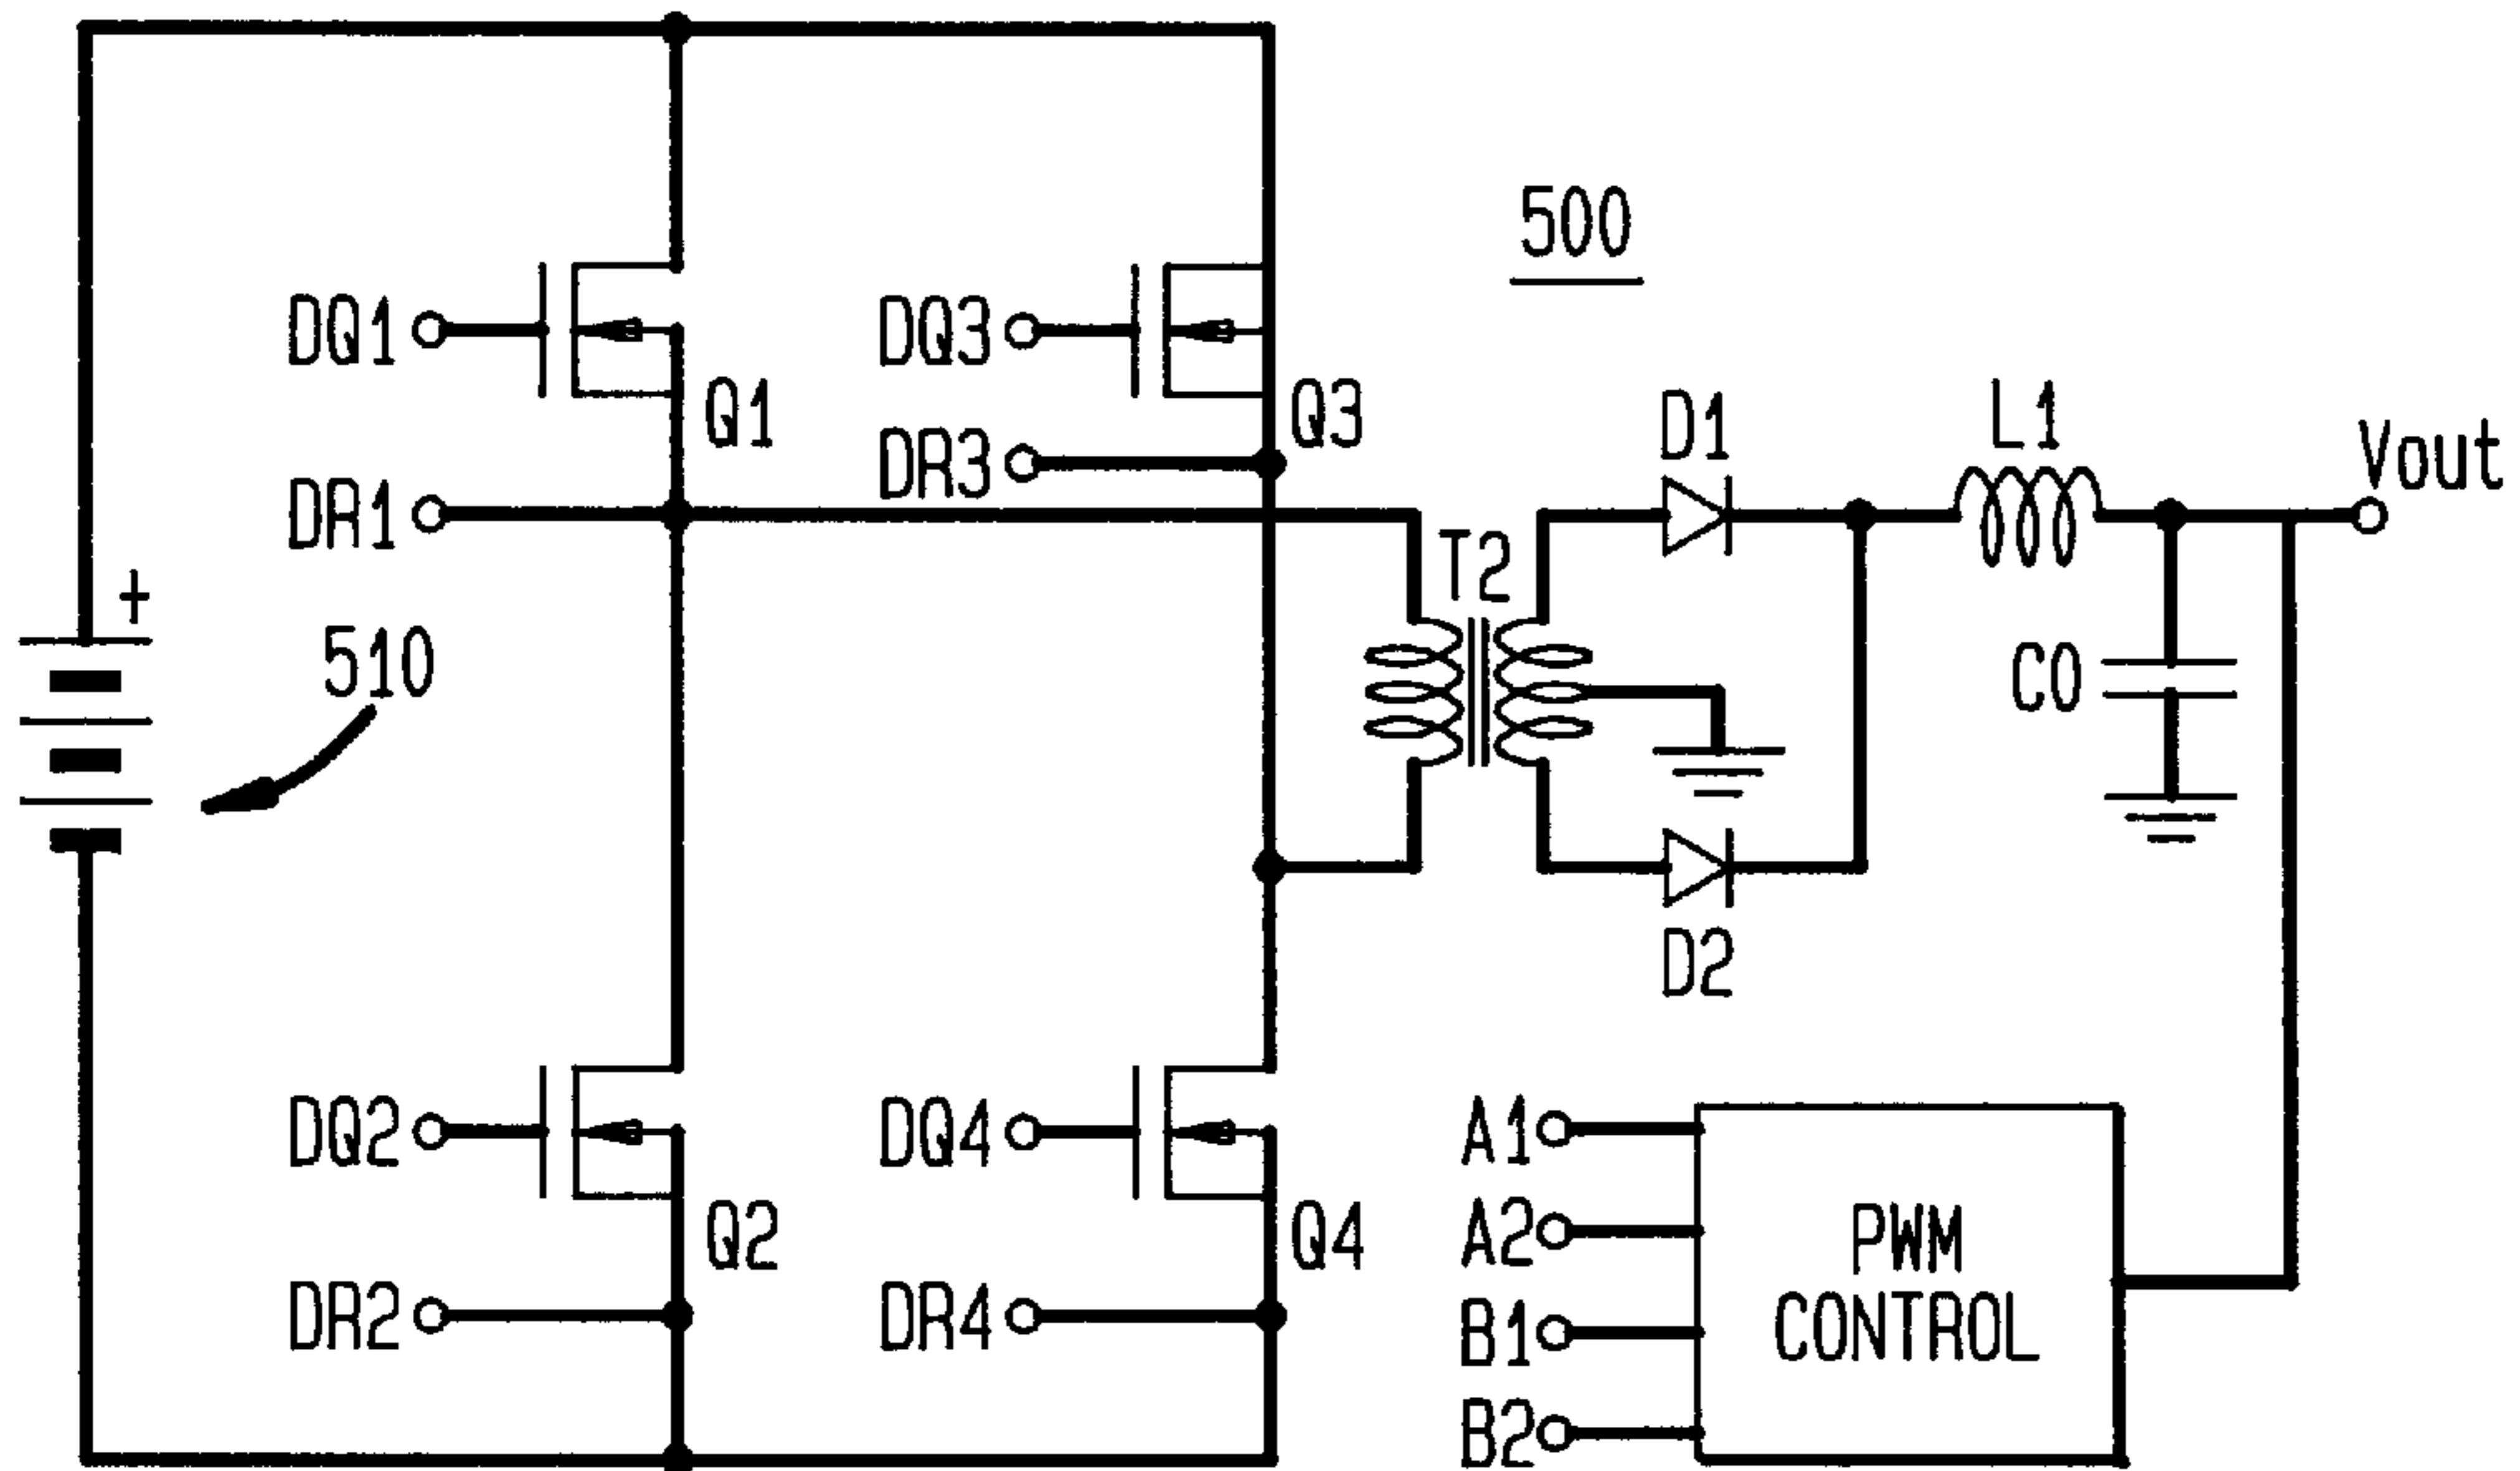 500
DQ1
DQ3
Q1
Q3
DR3
DR1
D1
L1
Vout
T2
+
510
C0
D2
DQ2
DQ4
A1
A2
Q2
Q4
PWM
CONTROL
DR2
DR4
B1
B2